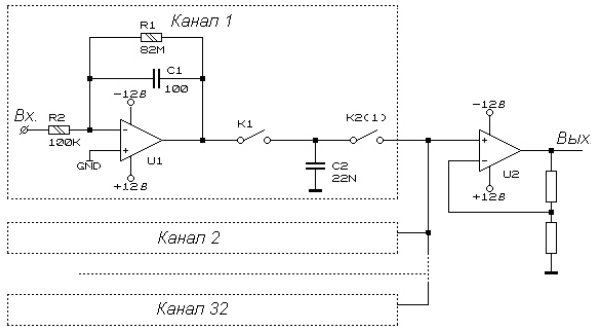 Канал 1
R1
82M
C1
100
-12в
Вх.
R2
100K
-
+
GND
U1
+12в
K1
K2(1)
C2
22N
-12в
+
-
U2
Вых.
+12в
Канал 2
Канал 32